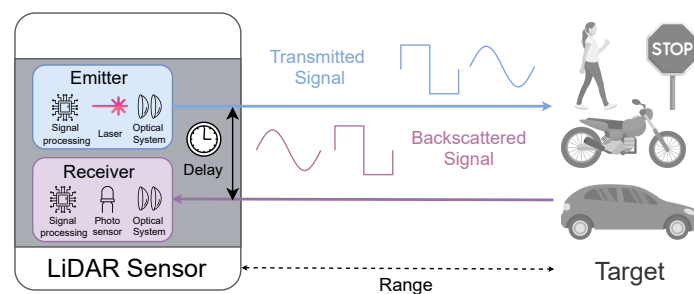 Transmitted
Signal
STOP
Emitter
Signal
processing
Laser
Optical
System
Delay
Backscattered
Signal
Receiver
Signal
processing
Photo
sensor
Optical
System
LiDAR Sensor
Range
Target